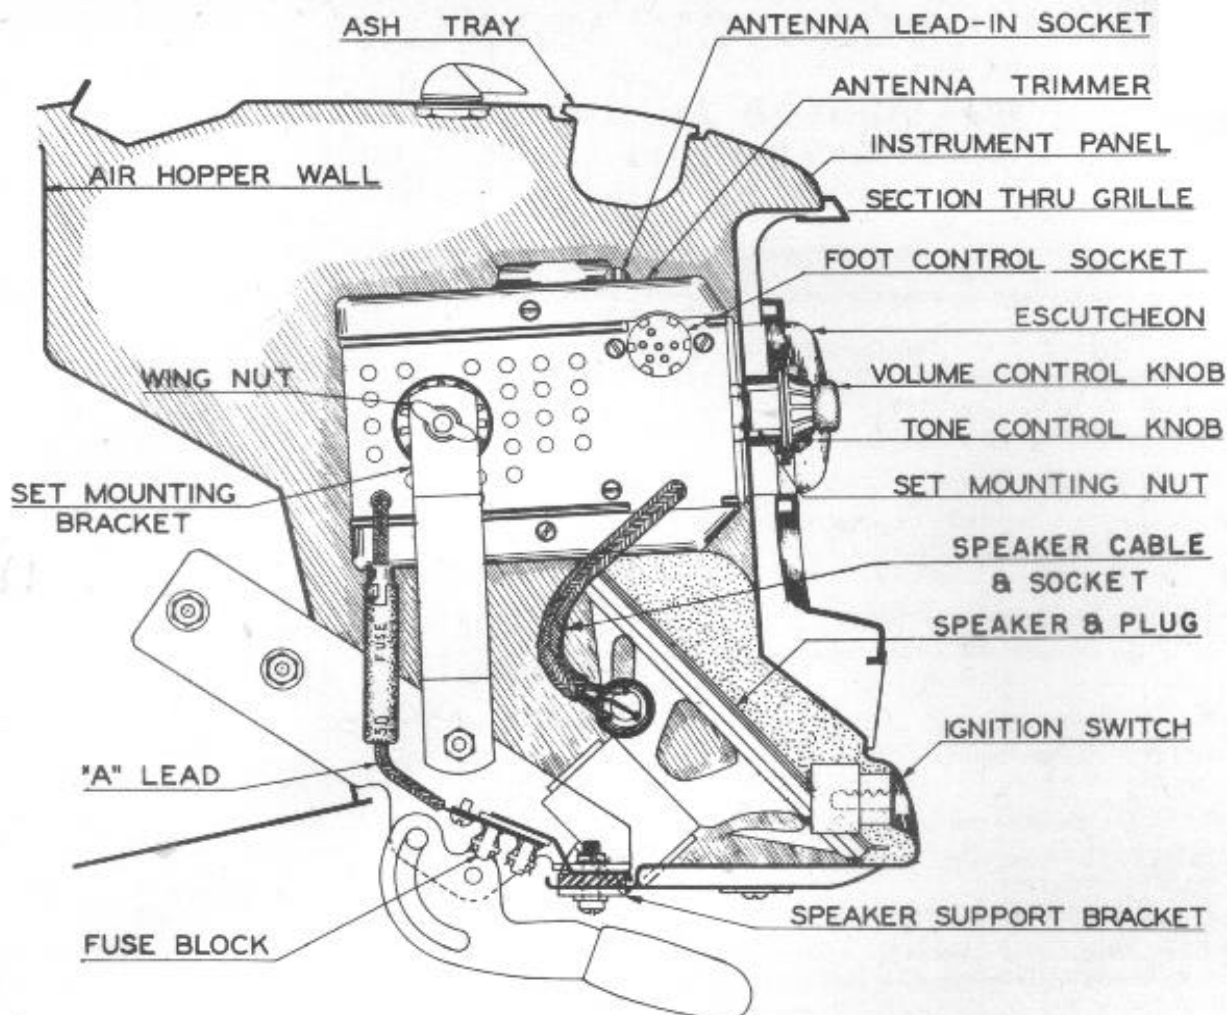 ASH TRAY
ANTENNA LEAD-IN SOCKET
ANTENNA TRIMMER
INSTRUMENT PANEL
AIR HOPPER WALL
SECTION THRU GRILLE
FOOT CONTROL SOCKET
ESCUTCHEON
WING NUT
VOLUME CONTROL KNOB
TONE CONTROL KNOB
SET MOUNTING
BRACKET
SET MOUNTING NUT
SPEAKER CABLE
& SOCKET
SPEAKER & PLUG
FUSE
30
IGNITION SWITCH
"A" LEAD
SPEAKER SUPPORT BRACKET
FUSE BLOCK